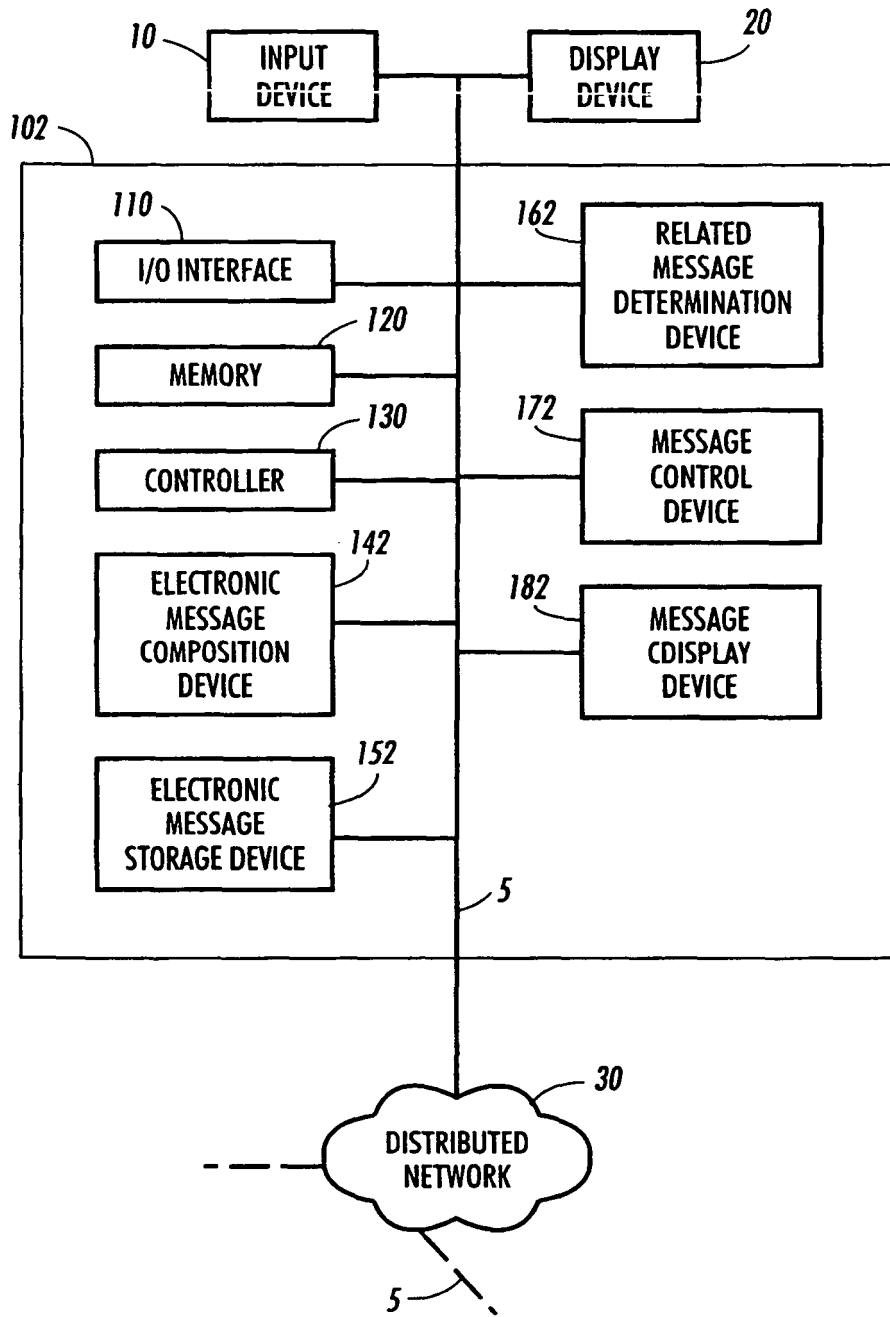 10
INPUT
DEVICE
DISPLAY
DEVICE
20
102
110
I/O INTERFACE
120
MEMORY
130
CONTROLLER
142
ELECTRONIC
MESSAGE
COMPOSITION
DEVICE
152
ELECTRONIC
MESSAGE
STORAGE DEVICE
162
RELATED
MESSAGE
DETERMINATION
DEVICE
172
MESSAGE
CONTROL
DEVICE
182
MESSAGE
CDISPLAY
DEVICE
5
30
DISTRIBUTED
NETWORK
5